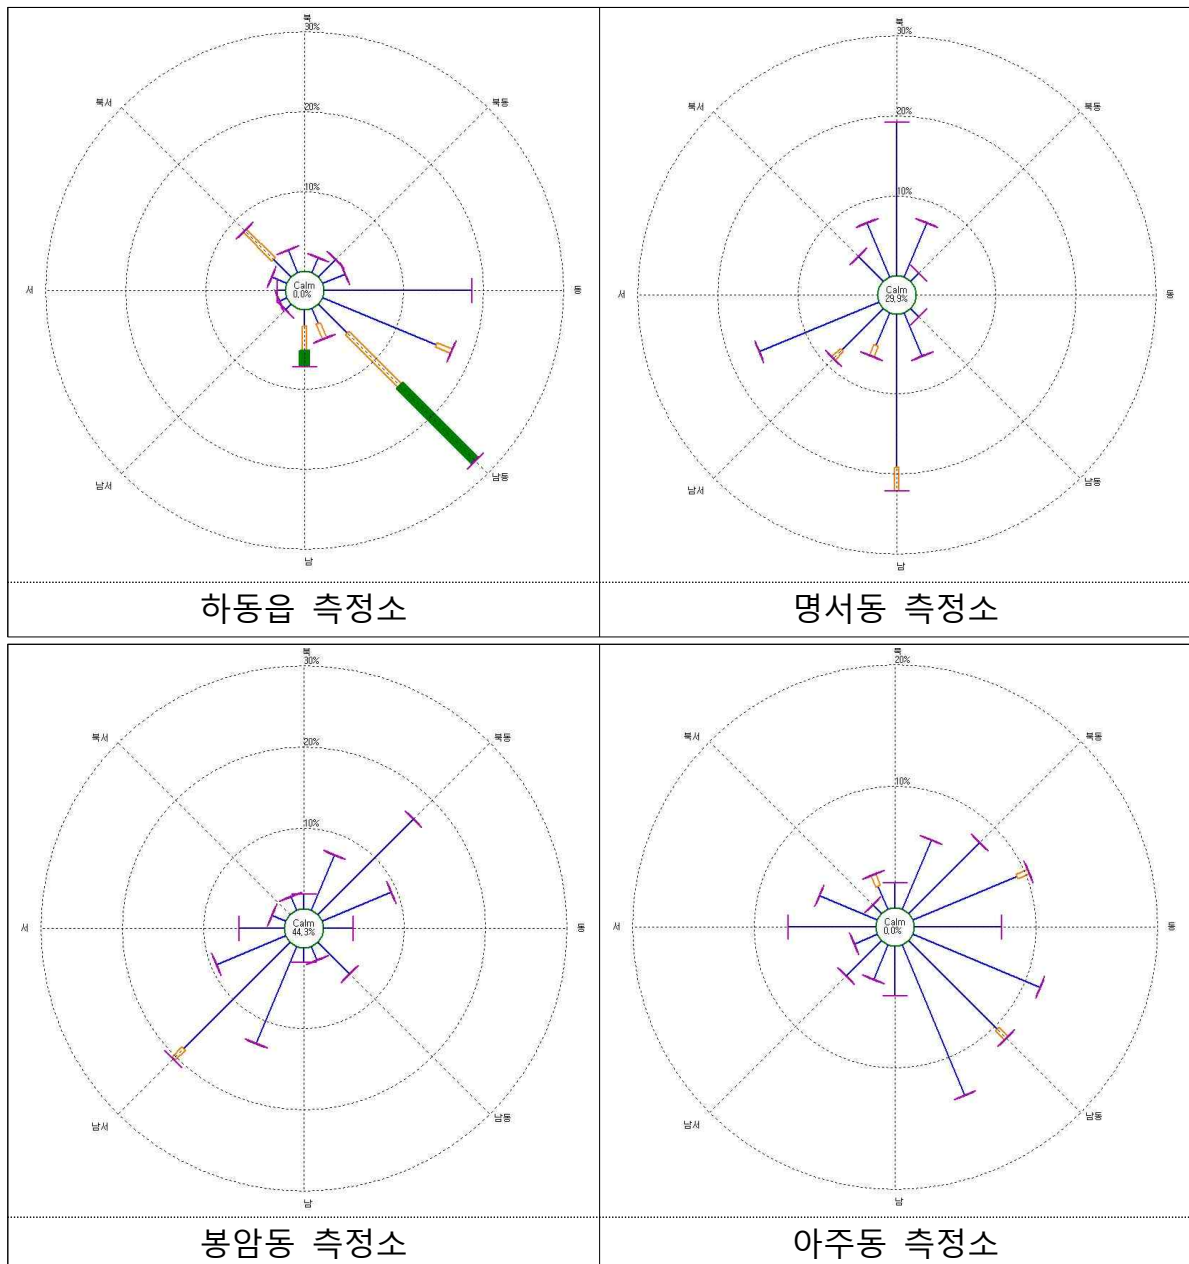 북
30%
북서
북동
20%
10%
서
Calm
0,0%
동
남서
남동
남
하동읍 측정소
북
30%
북서
북동
20%
10%
서
Calm
29,9%
동
남서
남동
남
명서동 측정소
북
30%
북서
북동
20%
10%
서
Calm
44,3%
동
남서
남동
남
봉암동 측정소
북
20%
북서
북동
10%
서
Calm
0,0%
동
남서
남동
남
아주동 측정소